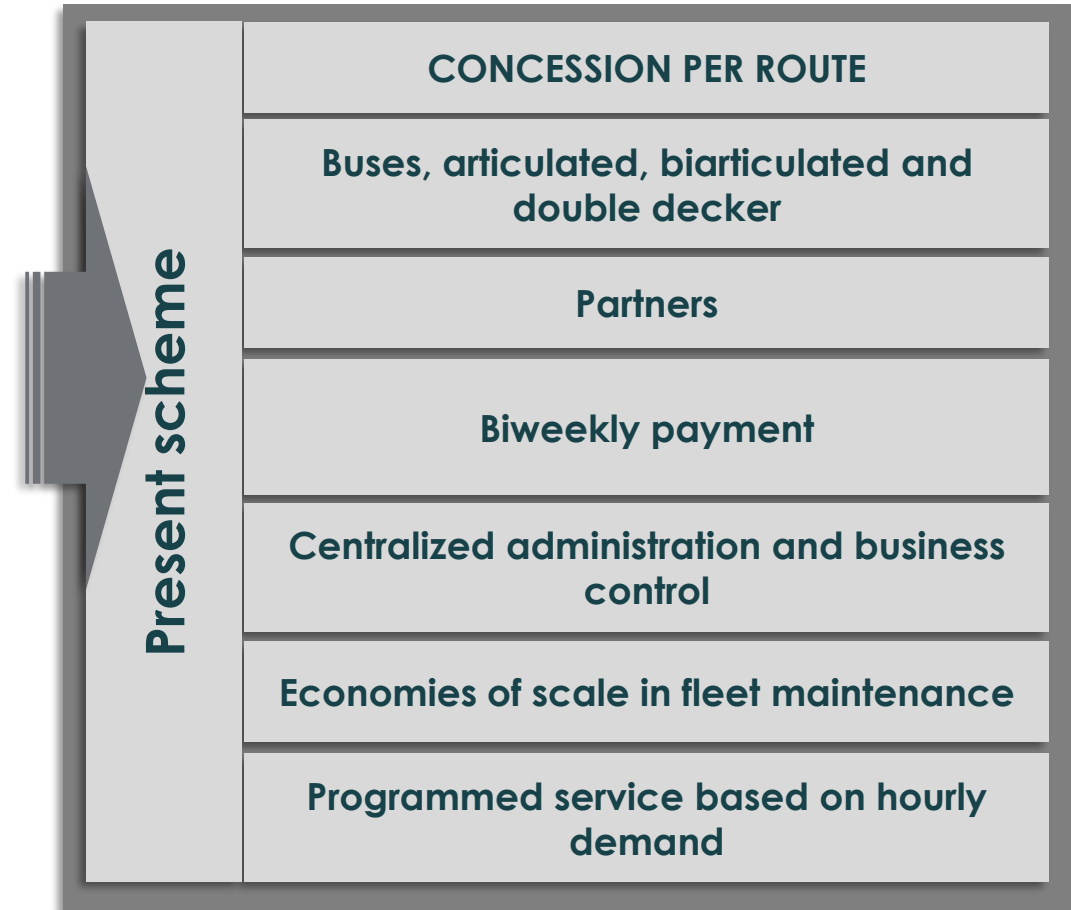 Present scheme
CONCESSION PER ROUTE
Buses, articulated, biarticulated and
double decker
Partners
Biweekly payment
Centralized administration and business
control
Economies of scale in fleet maintenance
Programmed service based on hourly
demand